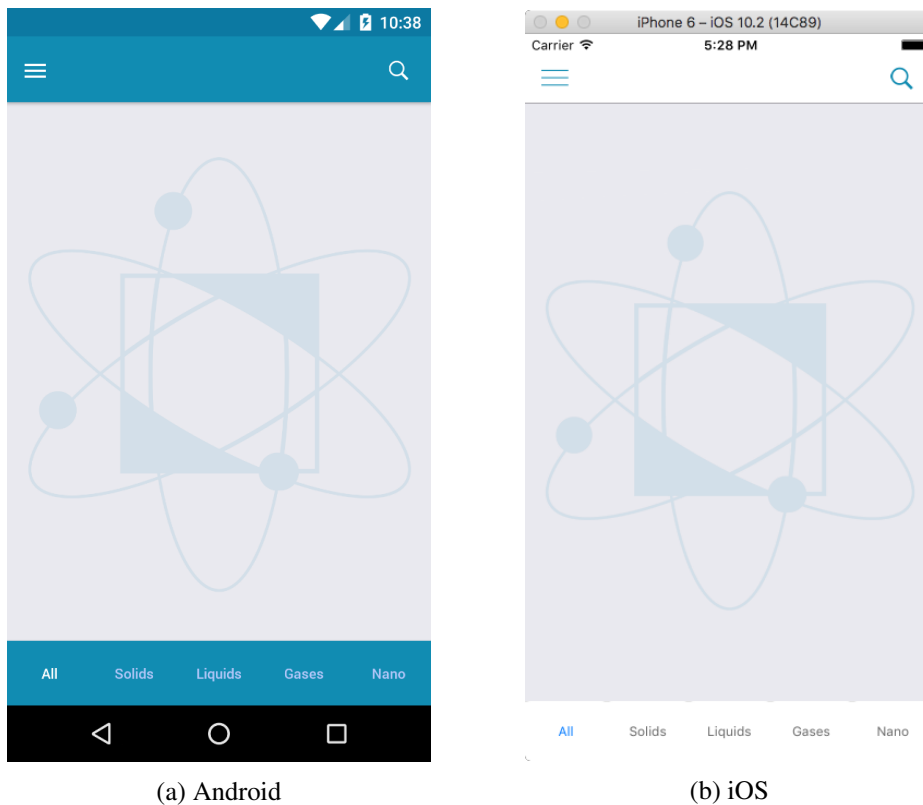 10:38
All Solids Liquids Gases Nano
(a) Android
iPhone 6 – iOS 10.2 (14C89)
Carrier 5:28 PM
All Solids Liquids Gases Nano
(b) iOS